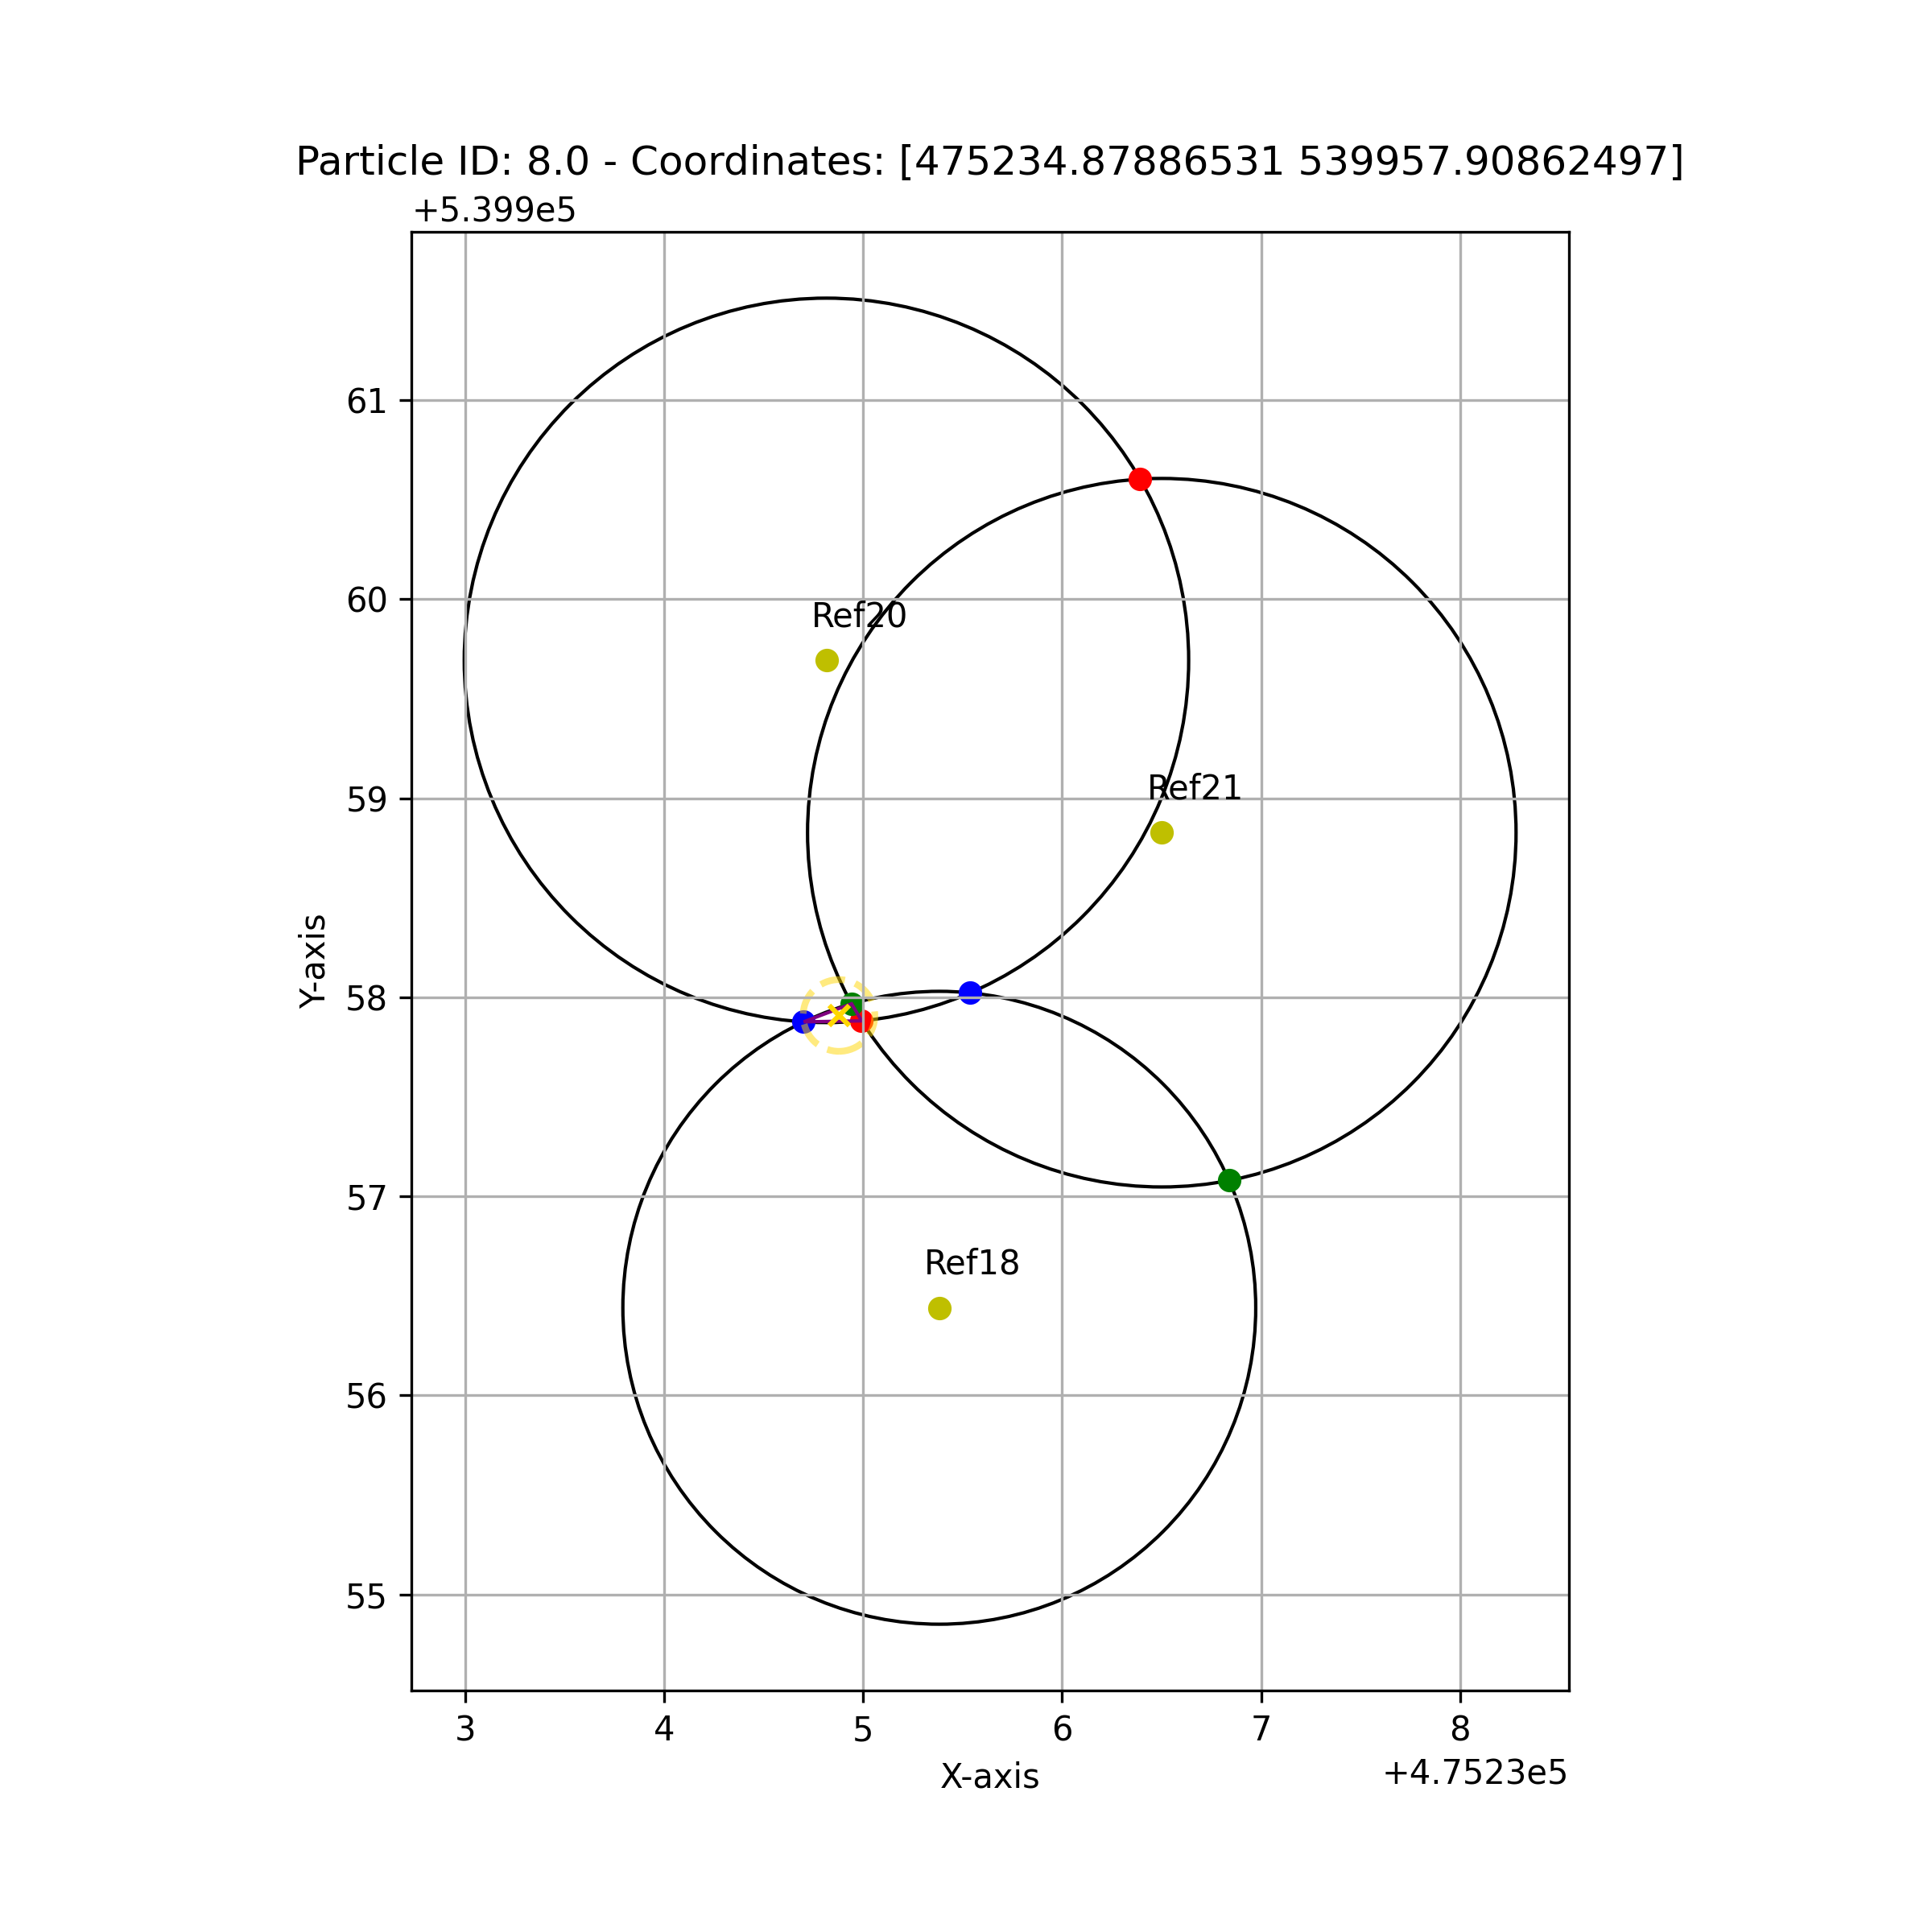 Particle ID: 8.0 - Coordinates: [475234.87886531 539957.90862497]
+5.399e5
61
60
59
58
57
56
55
Y-axis
Ref20
Ref21
Ref18
3 4 5 6 7 8
X-axis
+4.7523e5